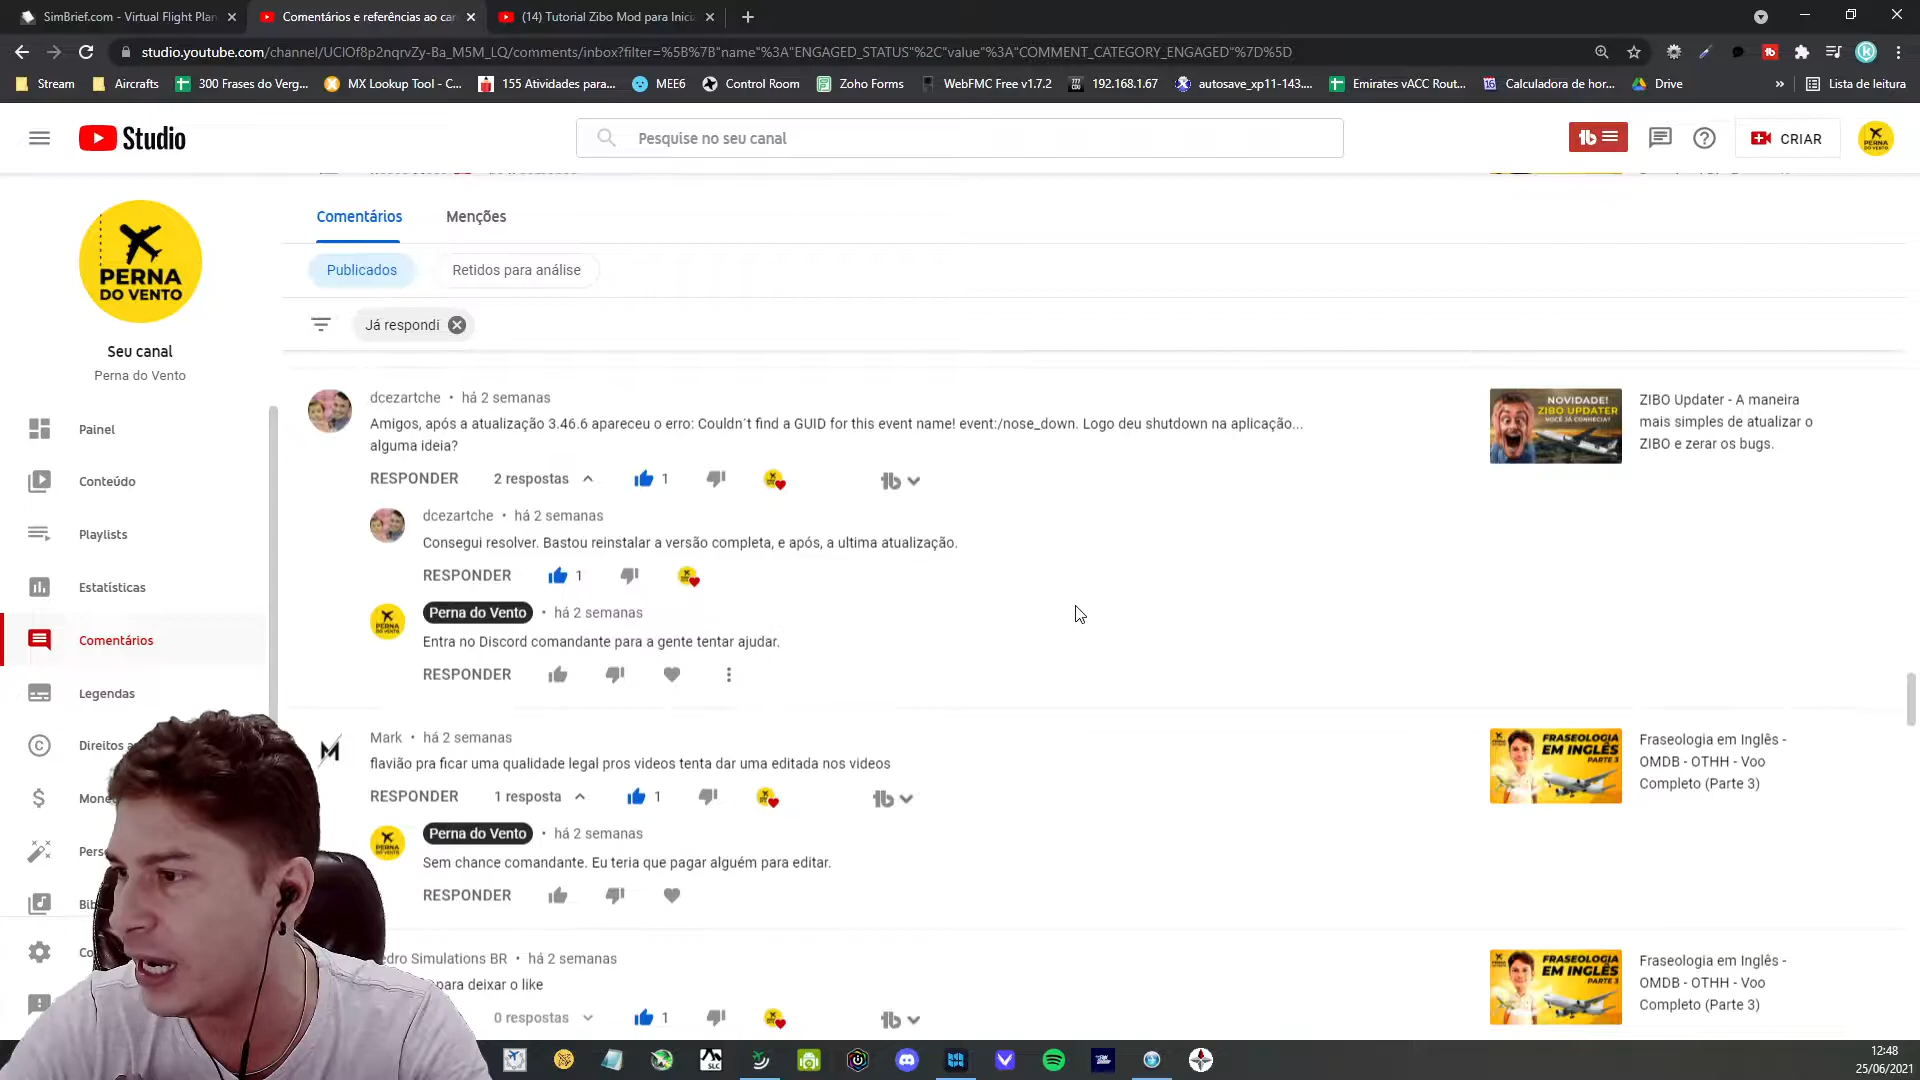 SimBrief.com - Virtual Flight Plan
Comentários e referências ao can
(14) Tutorial Zibo Mod para Inicia
studio.youtube.com/channel/UClOf8p2nqrvZy-Ba_M5M_LQ/comments/inbox?filter=%5B%7B"name"%3A"ENGAGED_STATUS"%2C"value"%3A"COMMENT_CATEGORY_ENGAGED"%7D%5D
Stream
Aircrafts
300 Frases do Verg...
MX Lookup Tool - C...
155 Atividades para...
MEE6
Control Room
Zoho Forms
WebFMC Free v1.7.2
192.168.1.67
autosave_xp11-143....
Emirates vACC Rout...
Calculadora de hor...
Drive
»
Lista de leitura
Studio
Pesquise no seu canal
CRIAR
PERNA
DO VENTO
Seu canal
Perna do Vento
Painel
Conteúdo
Playlists
Estatísticas
Comentários
Legendas
Comentários
Menções
Publicados
Retidos para análise
Já respondi
dcezartche • há 2 semanas
Amigos, após a atualização 3.46.6 apareceu o erro: Couldn´t find a GUID for this event name! event:/nose_down. Logo deu shutdown na aplicação...
alguma ideia?
RESPONDER 2 respostas 1
dcezartche • há 2 semanas
Consegui resolver. Bastou reinstalar a versão completa, e após, a ultima atualização.
RESPONDER 1
Perna do Vento • há 2 semanas
Entra no Discord comandante para a gente tentar ajudar.
RESPONDER
Mark • há 2 semanas
flavião pra ficar uma qualidade legal pros videos tenta dar uma editada nos videos
RESPONDER 1 resposta 1
Perna do Vento • há 2 semanas
Sem chance comandante. Eu teria que pagar alguém para editar.
RESPONDER
edro Simulations BR • há 2 semanas
para deixar o like
0 respostas 1
NOVIDADE!
ZIBO UPDATER
VOCÊ JÁ CONHECIA?
ZIBO Updater - A maneira
mais simples de atualizar o
ZIBO e zerar os bugs.
FRASEOLOGIA
EM INGLÊS
PARTE 3
Fraseologia em Inglês -
OMDB - OTHH - Voo
Completo (Parte 3)
FRASEOLOGIA
EM INGLÊS
PARTE 3
Fraseologia em Inglês -
OMDB - OTHH - Voo
Completo (Parte 3)
12:48
25/06/2021